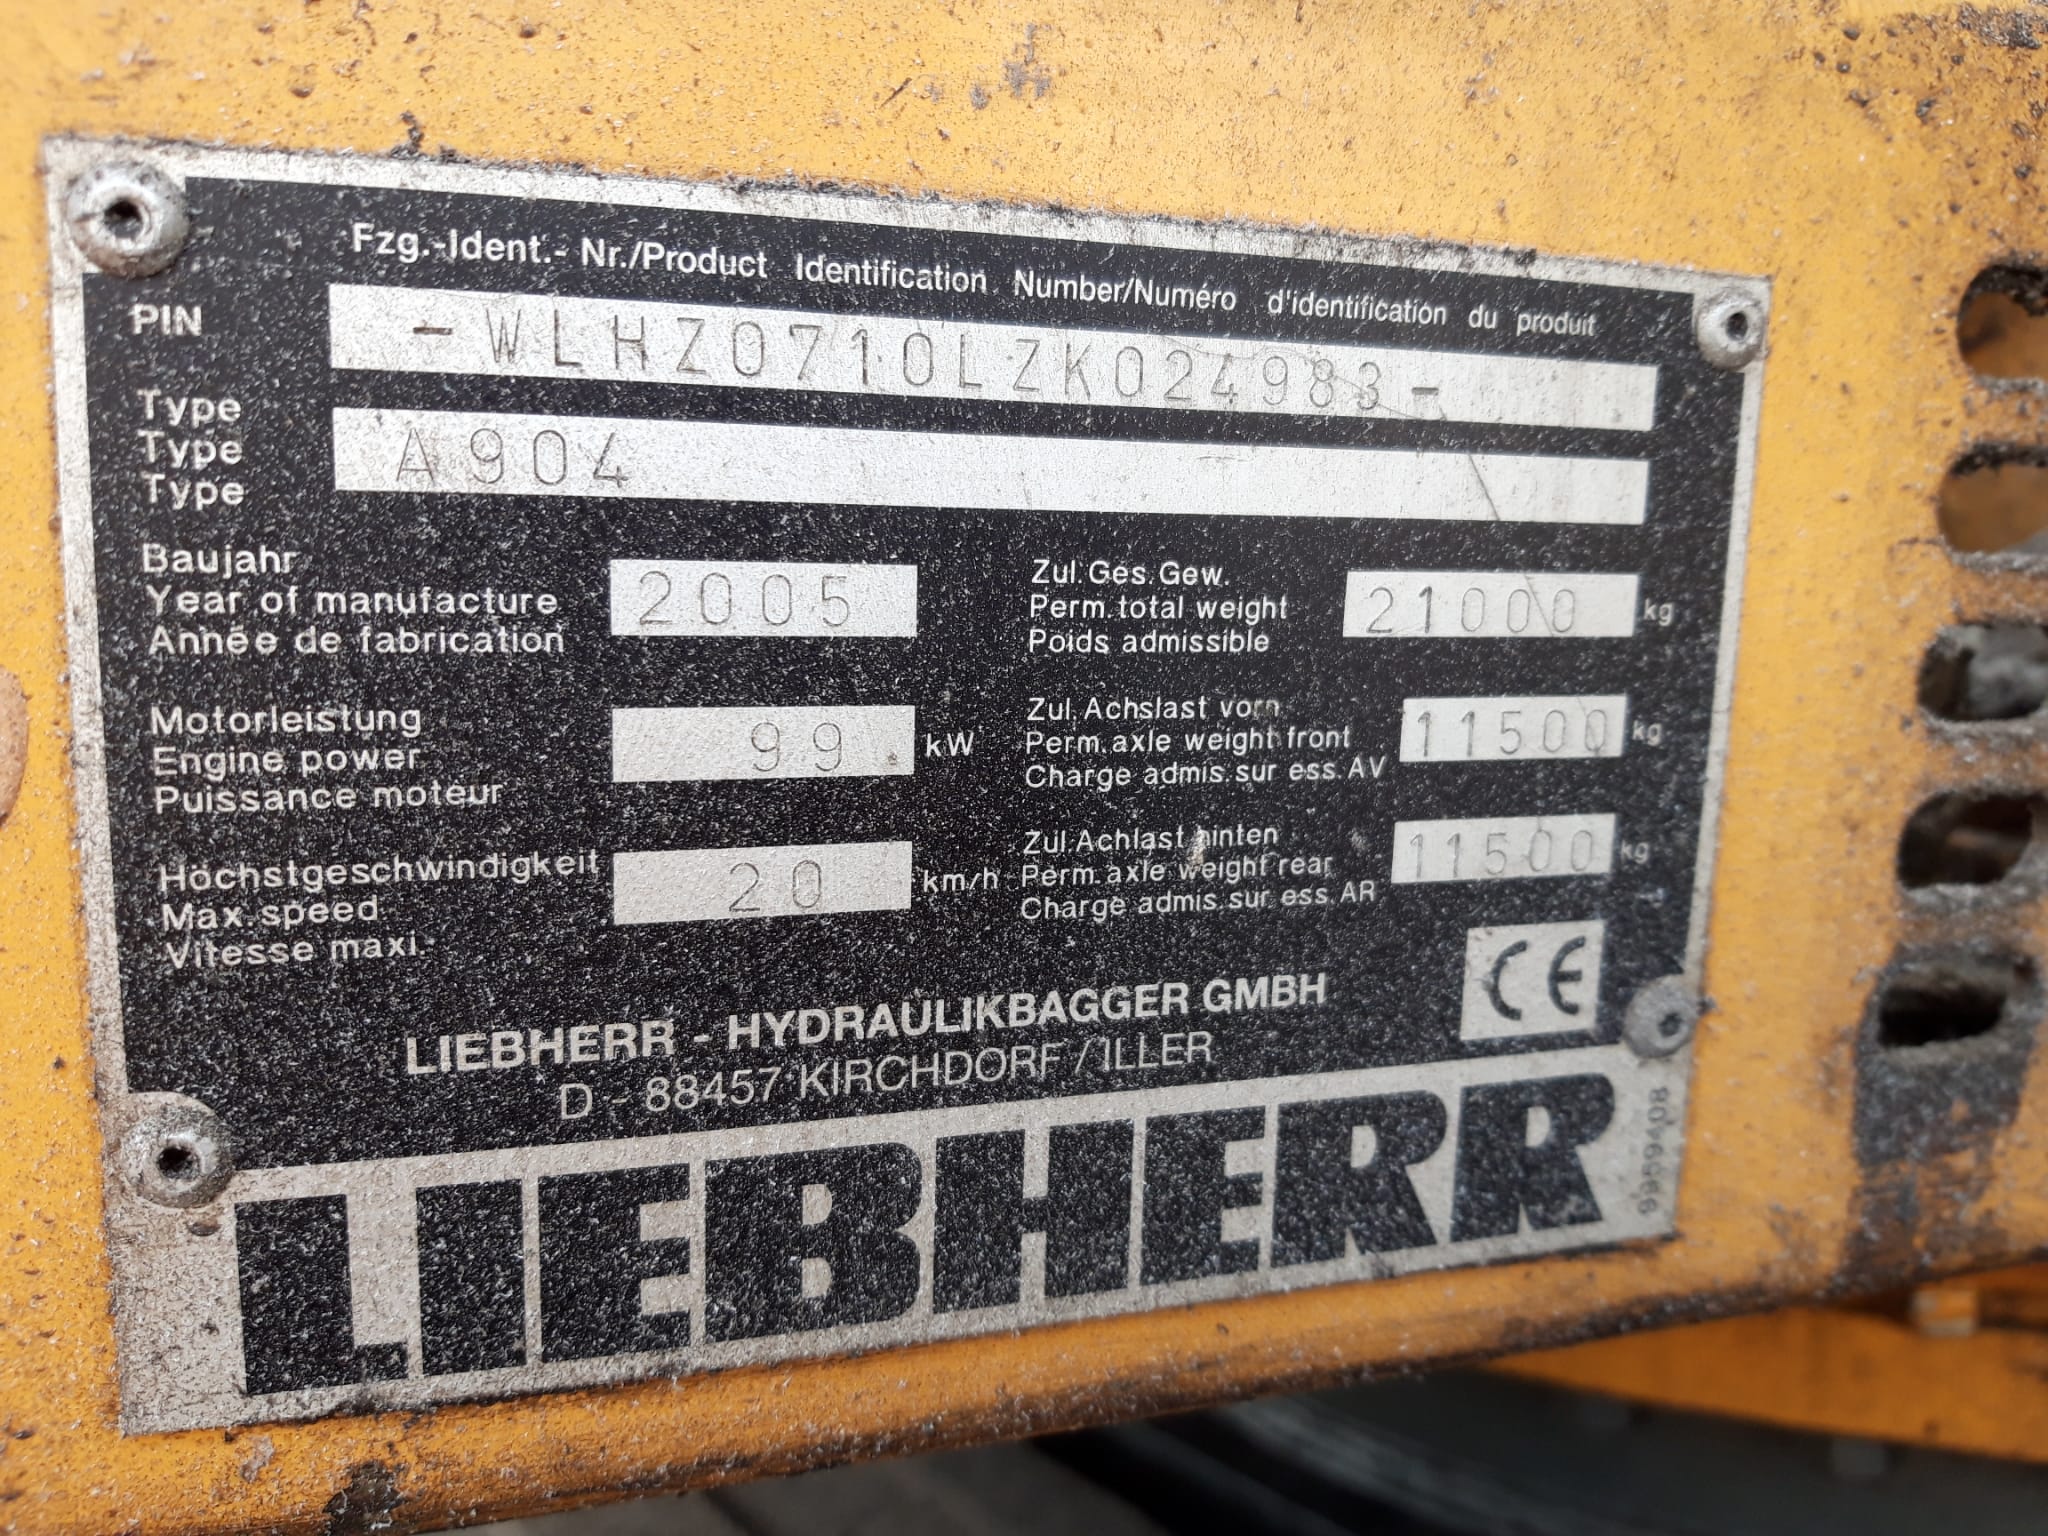 Fzg.-Ident.- Nr./Product Identification Number/Numéro d'identification du produit
PIN -WLHZ0710LZK024983-
Type
Type A904
Type
Baujahr
Year of manufacture 2005
Année de fabrication
Zul.Ges.Gew.
Perm.total weight 21000 kg
Poids admissible
Motorleistung
Engine power 99 kW
Puissance moteur
Zul.Achslast vorn
Perm.axle weight front 11500 kg
Charge admis.sur ess.AV
Höchstgeschwindigkeit
Max.speed 20 km/h
Vitesse maxi.
Zul.Achlast hinten
Perm.axle weight rear 11500 kg
Charge admis.sur ess.AR
CE
LIEBHERR - HYDRAULIKBAGGER GMBH
D - 88457 KIRCHDORF / ILLER
LIEBHERR